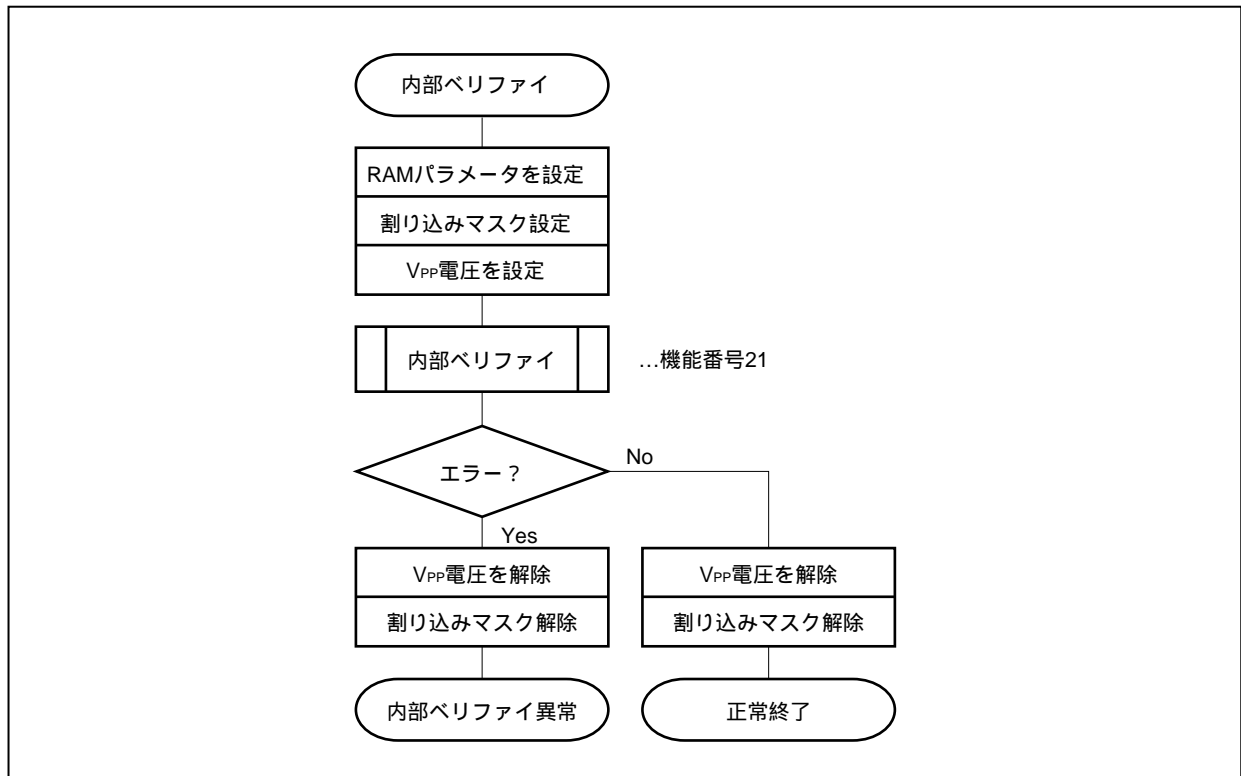 内部ベリファイ
RAMパラメータを設定
割り込みマスク設定
VPP電圧を設定
内部ベリファイ
…機能番号21
エラー？
No
Yes
VPP電圧を解除
割り込みマスク解除
内部ベリファイ異常
VPP電圧を解除
割り込みマスク解除
正常終了